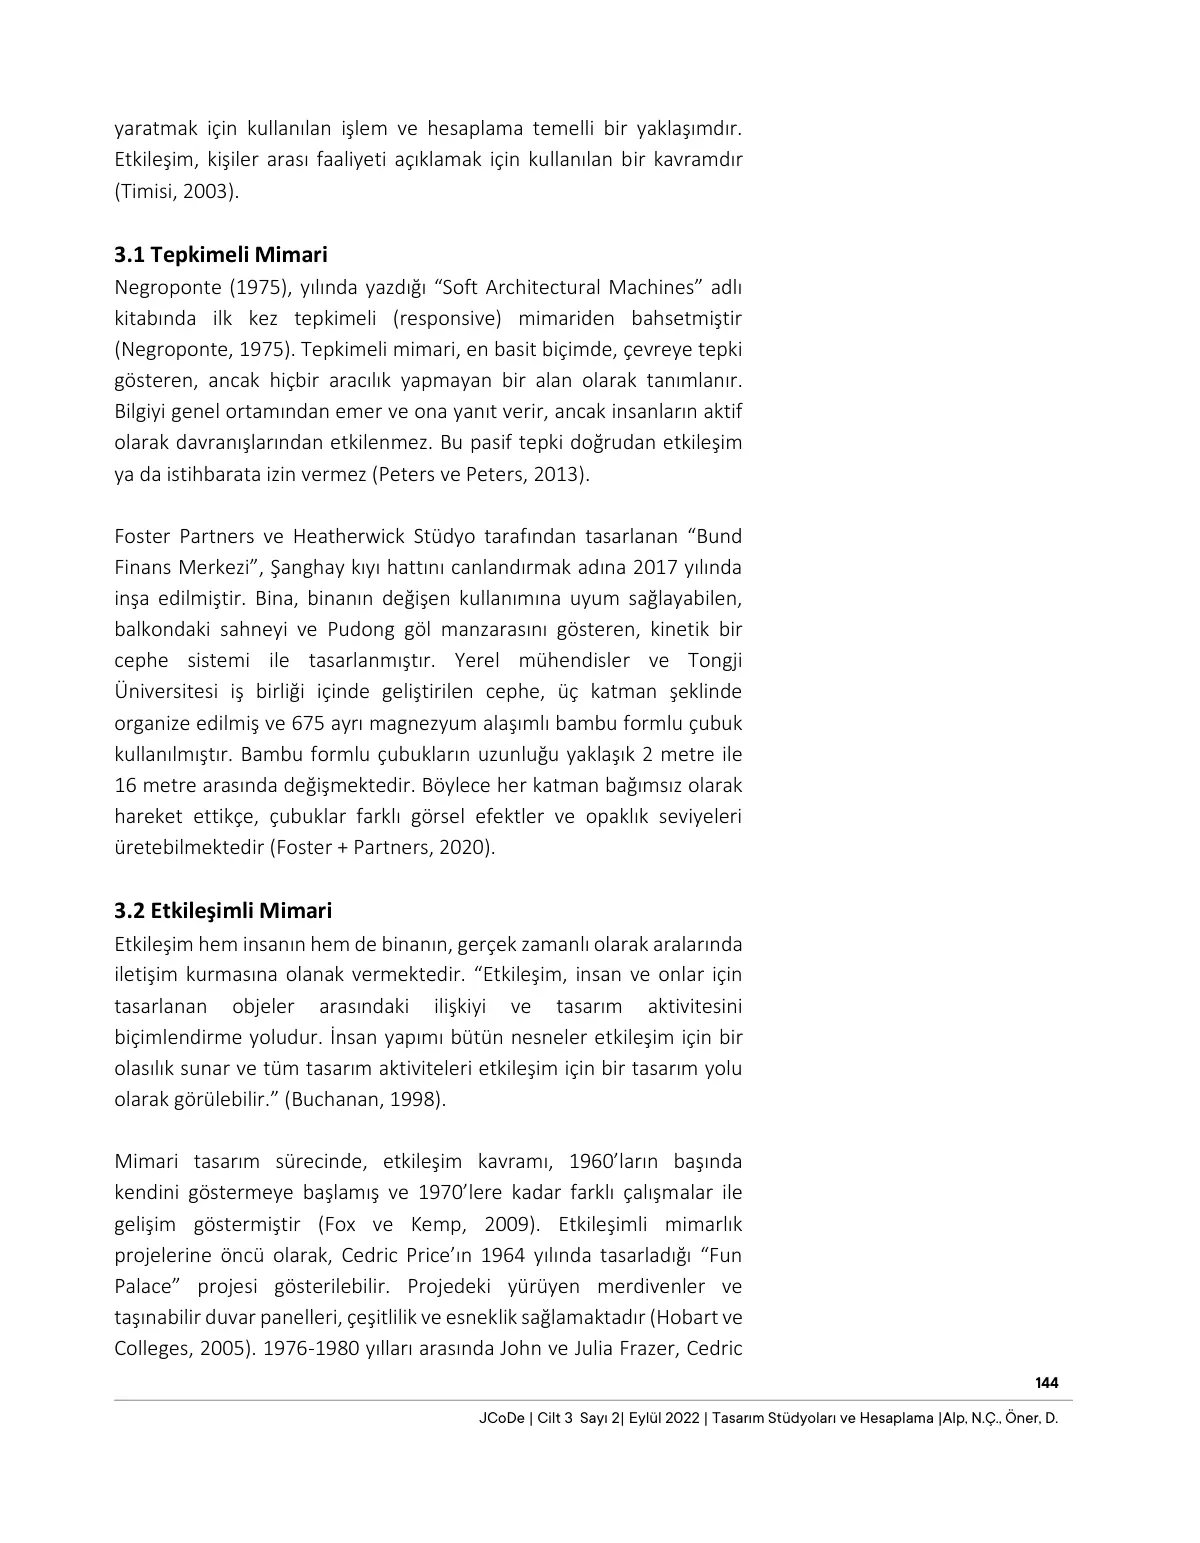 yaratmak için kullanılan işlem ve hesaplama temelli bir yaklaşımdır.
Etkileşim, kişiler arası faaliyeti açıklamak için kullanılan bir kavramdır
(Timisi, 2003).
3.1 Tepkimeli Mimari
Negroponte (1975), yılında yazdığı “Soft Architectural Machines” adlı
kitabında ilk kez tepkimeli (responsive) mimariden bahsetmiştir
(Negroponte, 1975). Tepkimeli mimari, en basit biçimde, çevreye tepki
gösteren, ancak hiçbir aracılık yapmayan bir alan olarak tanımlanır.
Bilgiyi genel ortamından emer ve ona yanıt verir, ancak insanların aktif
olarak davranışlarından etkilenmez. Bu pasif tepki doğrudan etkileşim
ya da istihbarata izin vermez (Peters ve Peters, 2013).
Foster Partners ve Heatherwick Stüdyo tarafından tasarlanan “Bund
Finans Merkezi”, Şanghay kıyı hattını canlandırmak adına 2017 yılında
inşa edilmiştir. Bina, binanın değişen kullanımına uyum sağlayabilen,
balkondaki sahneyi ve Pudong göl manzarasını gösteren, kinetik bir
cephe sistemi ile tasarlanmıştır. Yerel mühendisler ve Tongji
Üniversitesi iş birliği içinde geliştirilen cephe, üç katman şeklinde
organize edilmiş ve 675 ayrı magnezyum alaşımlı bambu formlu çubuk
kullanılmıştır. Bambu formlu çubukların uzunluğu yaklaşık 2 metre ile
16 metre arasında değişmektedir. Böylece her katman bağımsız olarak
hareket ettikçe, çubuklar farklı görsel efektler ve opaklık seviyeleri
üretebilmektedir (Foster + Partners, 2020).
3.2 Etkileşimli Mimari
Etkileşim hem insanın hem de binanın, gerçek zamanlı olarak aralarında
iletişim kurmasına olanak vermektedir. “Etkileşim, insan ve onlar için
tasarlanan objeler arasındaki ilişkiyi ve tasarım aktivitesini
biçimlendirme yoludur. İnsan yapımı bütün nesneler etkileşim için bir
olasılık sunar ve tüm tasarım aktiviteleri etkileşim için bir tasarım yolu
olarak görülebilir.” (Buchanan, 1998).
Mimari tasarım sürecinde, etkileşim kavramı, 1960’ların başında
kendini göstermeye başlamış ve 1970’lere kadar farklı çalışmalar ile
gelişim göstermiştir (Fox ve Kemp, 2009). Etkileşimli mimarlık
projelerine öncü olarak, Cedric Price’ın 1964 yılında tasarladığı “Fun
Palace” projesi gösterilebilir. Projedeki yürüyen merdivenler ve
taşınabilir duvar panelleri, çeşitlilik ve esneklik sağlamaktadır (Hobart ve
Colleges, 2005). 1976-1980 yılları arasında John ve Julia Frazer, Cedric
144
JCoDe | Cilt 3 Sayı 2| Eylül 2022 | Tasarım Stüdyoları ve Hesaplama |Alp, N.Ç., Öner, D.